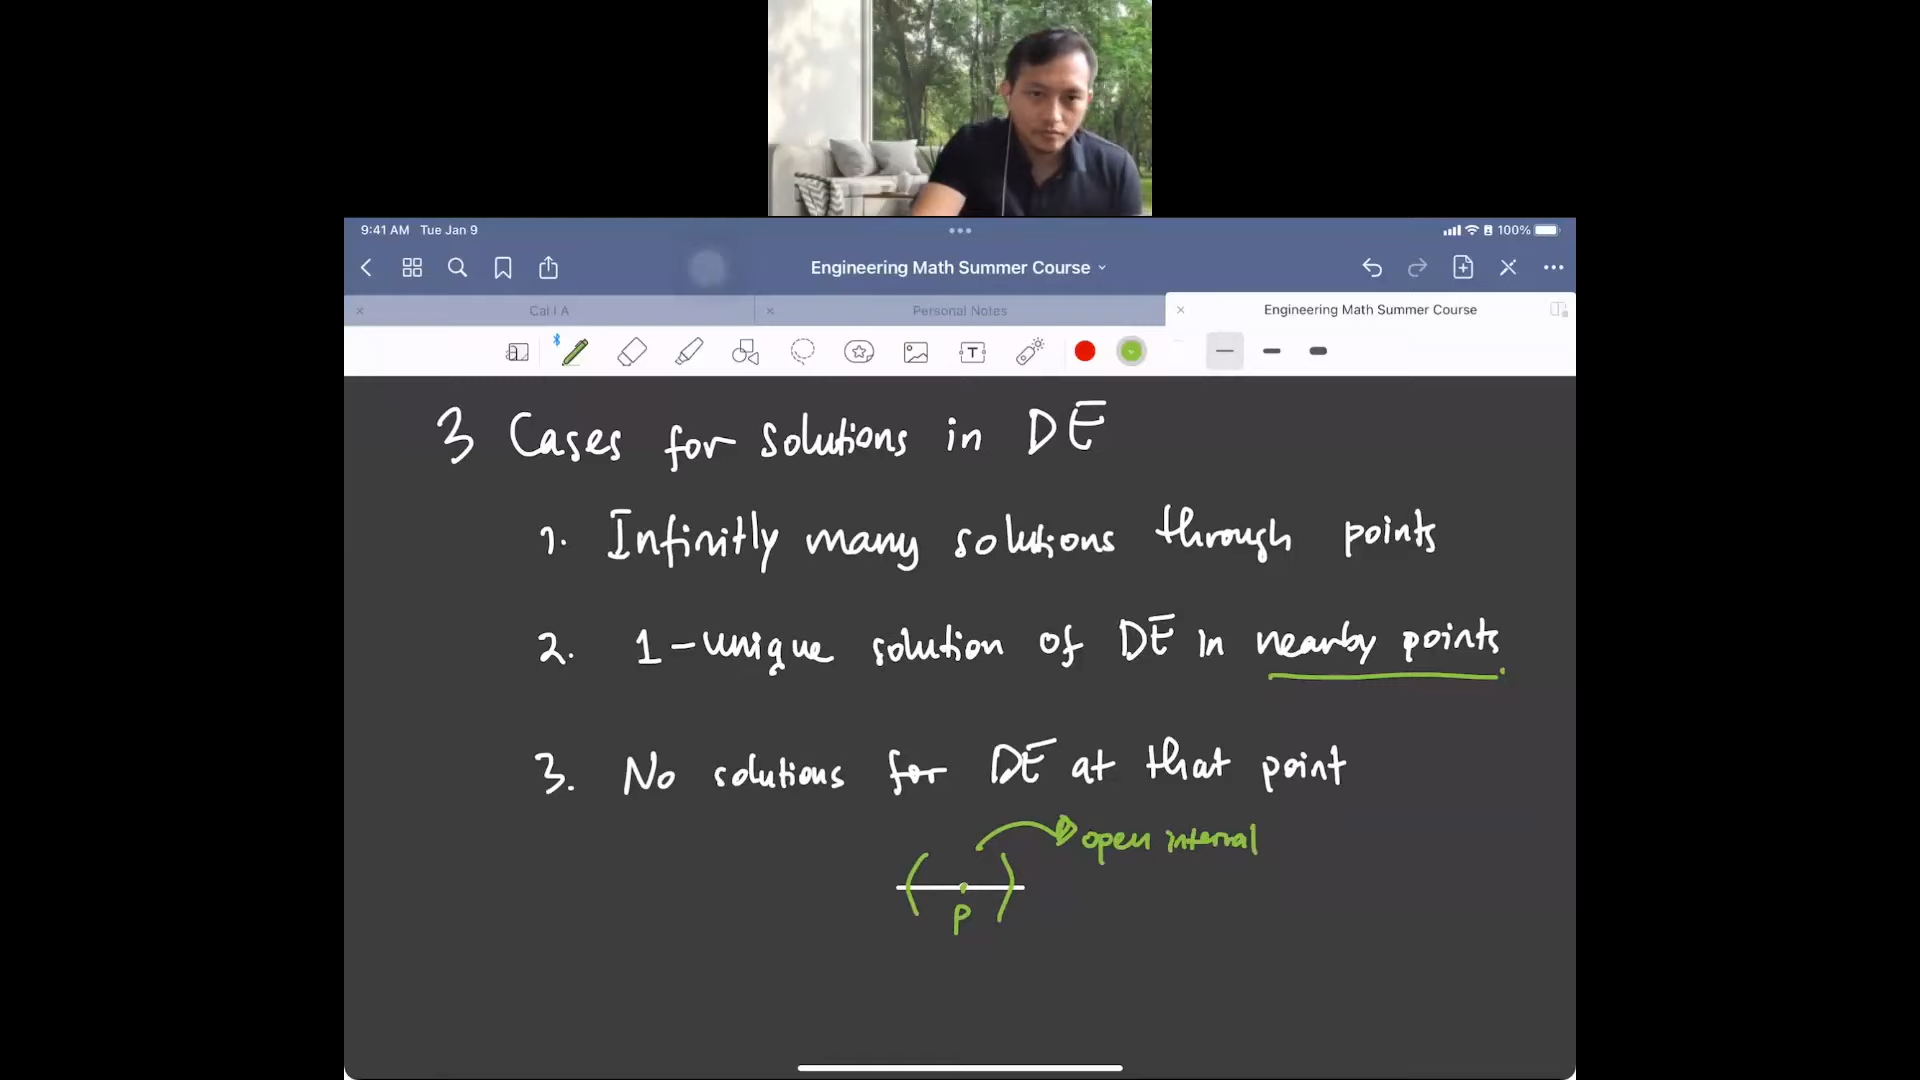 9:41 AM Tue Jan 9
100%
Engineering Math Summer Course
Cal I A
Personal Notes
Engineering Math Summer Course
3 Cases for solutions in DE
1. Infinitly many solutions through points
2. 1-unique solution of DE in nearby points
3. No solutions for DE at that point
open interval
P